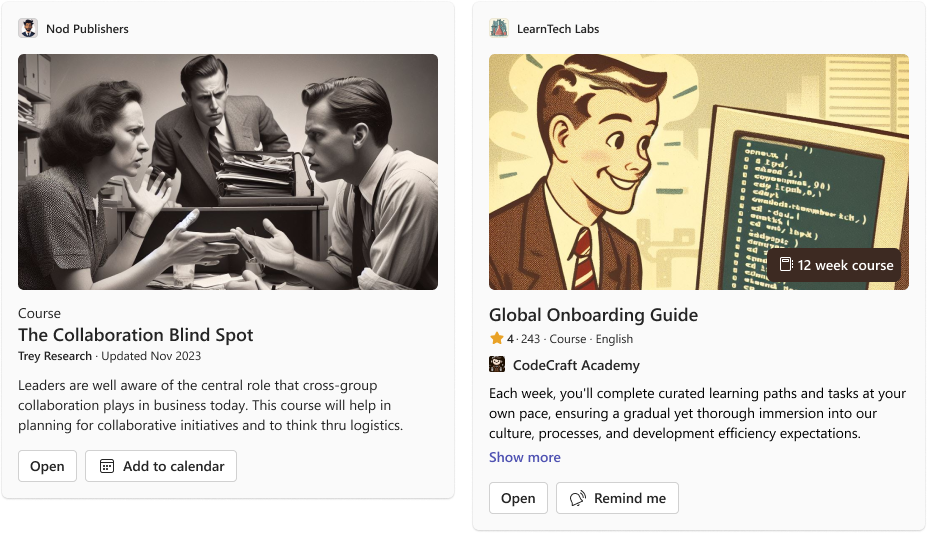 Nod Publishers
Course
The Collaboration Blind Spot
Trey Research · Updated Nov 2023
Leaders are well aware of the central role that cross-group
collaboration plays in business today. This course will help in
planning for collaborative initiatives and to think thru logistics.
Open
Add to calendar
LearnTech Labs
12 week course
Global Onboarding Guide
4 · 243 · Course · English
CodeCraft Academy
Each week, you'll complete curated learning paths and tasks at your
own pace, ensuring a gradual yet thorough immersion into our
culture, processes, and development efficiency expectations.
Show more
Open
Remind me